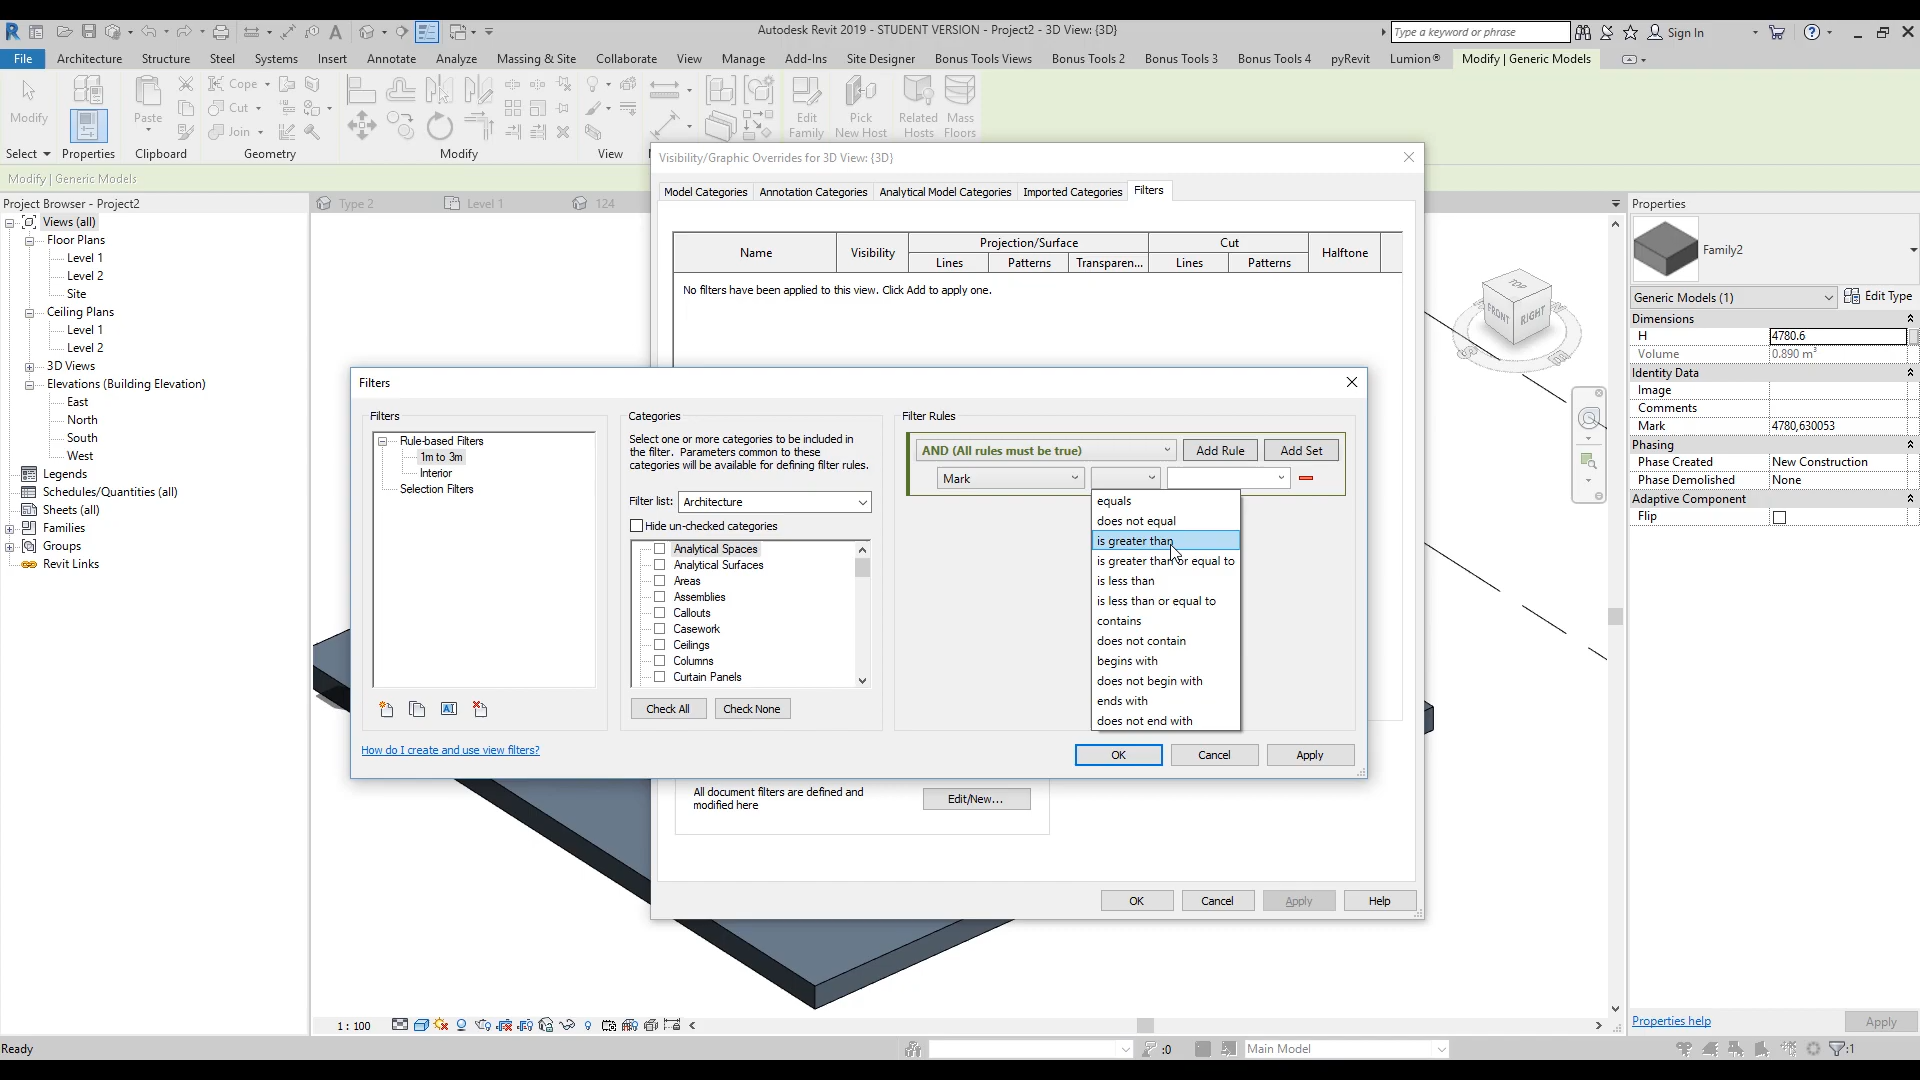 Autodesk Revit 2019 - STUDENT VERSION - Project2 - 3D View: {3D}
Type a keyword or phrase
Sign In
File Architecture Structure Steel Systems Insert Annotate Analyze Massing & Site Collaborate View Manage Add-Ins Site Designer Bonus Tools Views Bonus Tools 2 Bonus Tools 3 Bonus Tools 4 pyRevit Lumion® Modify | Generic Models
Cope
Cut
Join
Modify
Paste
Edit Family
Pick New Host
Related Hosts
Mass Floors
Select Properties Clipboard Geometry Modify View
Modify | Generic Models
Project Browser - Project2
Views (all)
Floor Plans
Level 1
Level 2
Site
Ceiling Plans
Level 1
Level 2
3D Views
Elevations (Building Elevation)
East
North
South
West
Legends
Schedules/Quantities (all)
Sheets (all)
Families
Groups
Revit Links
Type 2 Level 1 124
Visibility/Graphic Overrides for 3D View: {3D}
Model Categories Annotation Categories Analytical Model Categories Imported Categories Filters
Name Visibility Projection/Surface Cut Halftone
Lines Patterns Transparen... Lines Patterns
No filters have been applied to this view. Click Add to apply one.
TOP
FRONT
RIGHT
Filters
Filters
Rule-based Filters
1m to 3m
Interior
Selection Filters
How do I create and use view filters?
Categories
Select one or more categories to be included in
the filter. Parameters common to these
categories will be available for defining filter rules.
Filter list: Architecture
Hide un-checked categories
Analytical Spaces
Analytical Surfaces
Areas
Assemblies
Callouts
Casework
Ceilings
Columns
Curtain Panels
Check All Check None
Filter Rules
AND (All rules must be true) Add Rule Add Set
Mark
equals
does not equal
is greater than
is greater than or equal to
is less than
is less than or equal to
contains
does not contain
begins with
does not begin with
ends with
does not end with
OK Cancel Apply
All document filters are defined and
modified here
Edit/New...
OK Cancel Apply Help
Properties
Family2
Generic Models (1) Edit Type
Dimensions
H 4780.6
Volume 0.890 m³
Identity Data
Image
Comments
Mark 4780,630053
Phasing
Phase Created New Construction
Phase Demolished None
Adaptive Component
Flip
Properties help Apply
1 : 100
Ready
:0
Main Model
:1